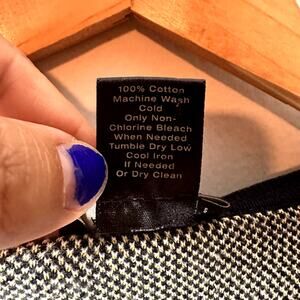 100% Cotton
Machine Wash
Cold
Only Non-
Chlorine Bleach
When Needed
Tumble Dry Low
Cool Iron
If Needed
Or Dry Clean